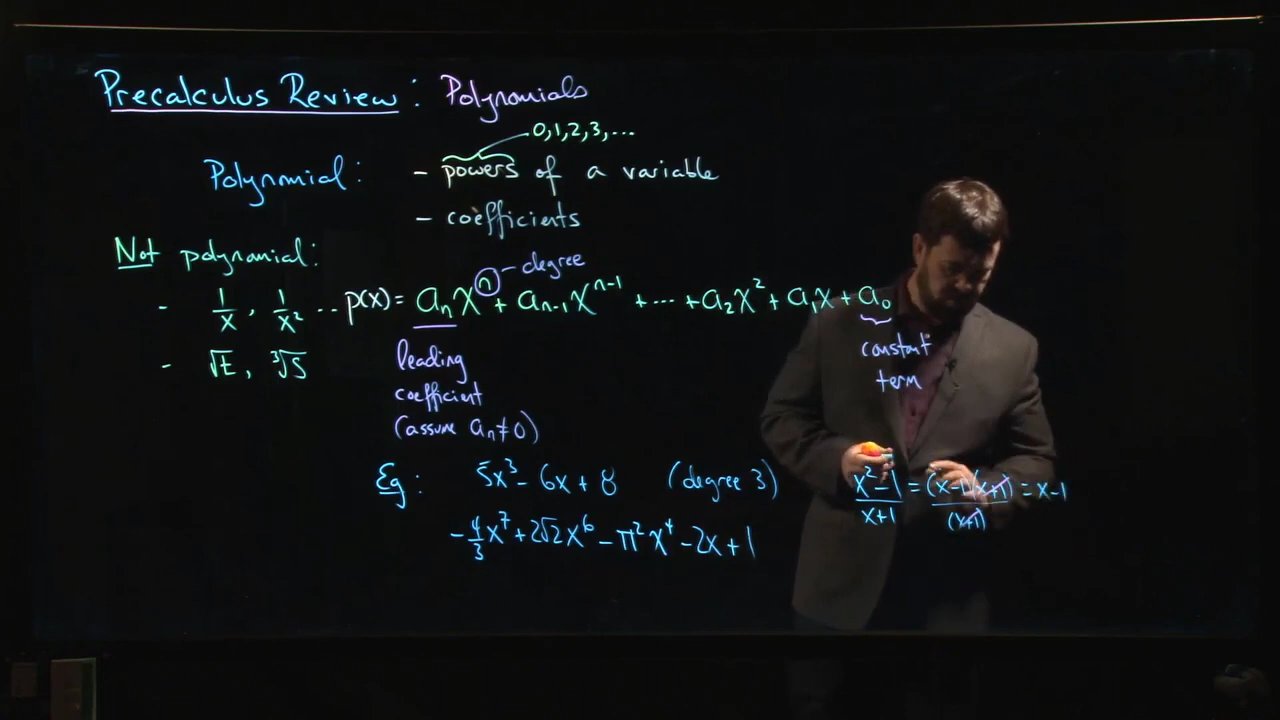 Precalculus Review: Polynomials
0,1,2,3,...
Polynomial: - powers of a variable
- coefficients
Not polynomial:
- 1/x, 1/x² ...
- √t, ³√s
degree
p(x) = aₙxⁿ + aₙ₋₁xⁿ⁻¹ + ... + a₂x² + a₁x + a₀
leading
coefficient
(assume aₙ≠0)
constant
term
Eg: 5x³ - 6x + 8 (degree 3)
-4/3x⁷ + 2√2x⁶ - π²x⁴ - 2x + 1
x²-1/x+1 = (x-1)(x+1)/(x+1) = x-1